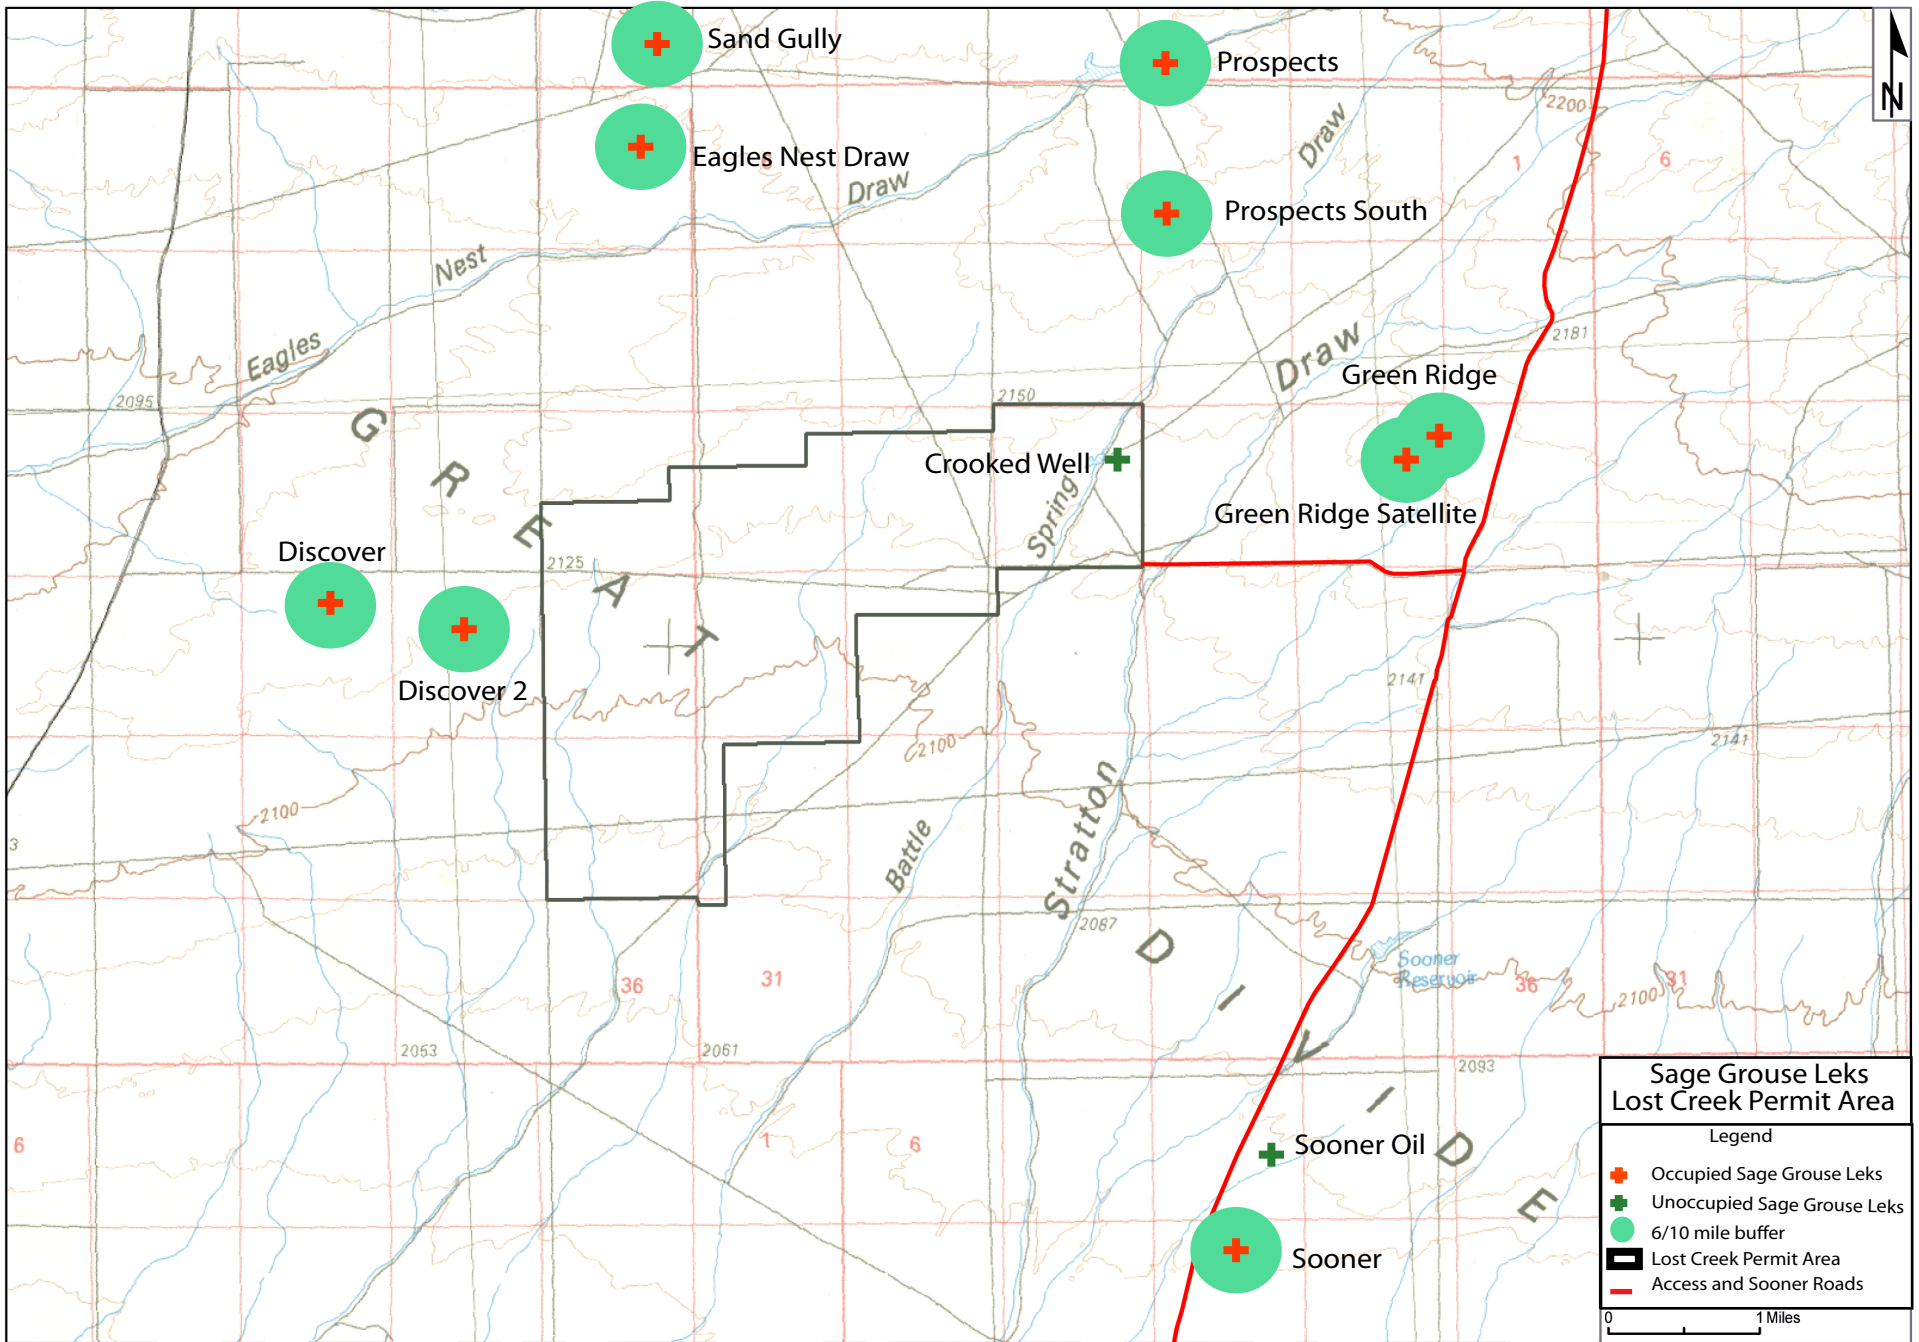 Sand Gully
Prospects
N
2200
Eagles Nest Draw
5
Draw
Draw
1
6
Prospects South
Nest
Eagles
Draw
2181
Green Ridge
2095
2150
G
R
E
A
T
Crooked Well
Spring
Green Ridge Satellite
Discover
2125
Discover 2
2141
2100
2141
2100
3
Battle
Stratton
2087
D
I
V
I
D
E
Sooner
Reservoir
36
31
36
31
2100
2053
2061
2093
6
1
6
Sooner Oil
Sooner
Sage Grouse Leks
Lost Creek Permit Area
Legend
Occupied Sage Grouse Leks
Unoccupied Sage Grouse Leks
6/10 mile buffer
Lost Creek Permit Area
Access and Sooner Roads
0
1 Miles